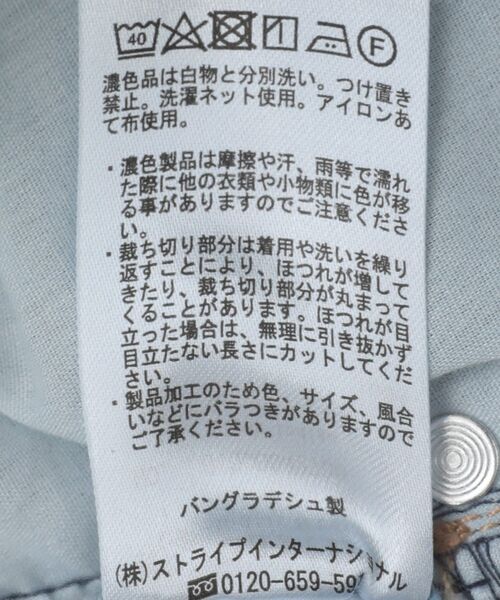 40 F
濃色品は白物と分別洗い。つけ置き
禁止。洗濯ネット使用。アイロンあ
て布使用。
・濃色製品は摩擦や汗、雨等で濡れ
た際に他の衣類や小物類に色が移
る事がありますのでご注意くださ
い。
・裁ち切り部分は着用や洗いを繰り
返すことにより、ほつれが増して
きたり、裁ち切り部分が丸まって
くることがあります。ほつれが目
立った場合は、無理に引き抜かず
目立たない長さにカットしてくだ
さい。
・製品加工のため色、サイズ、風合
いなどにバラつきがありますので
ご了承ください。
バングラデシュ製
(株)ストライプインターナショナル
0120-659-59